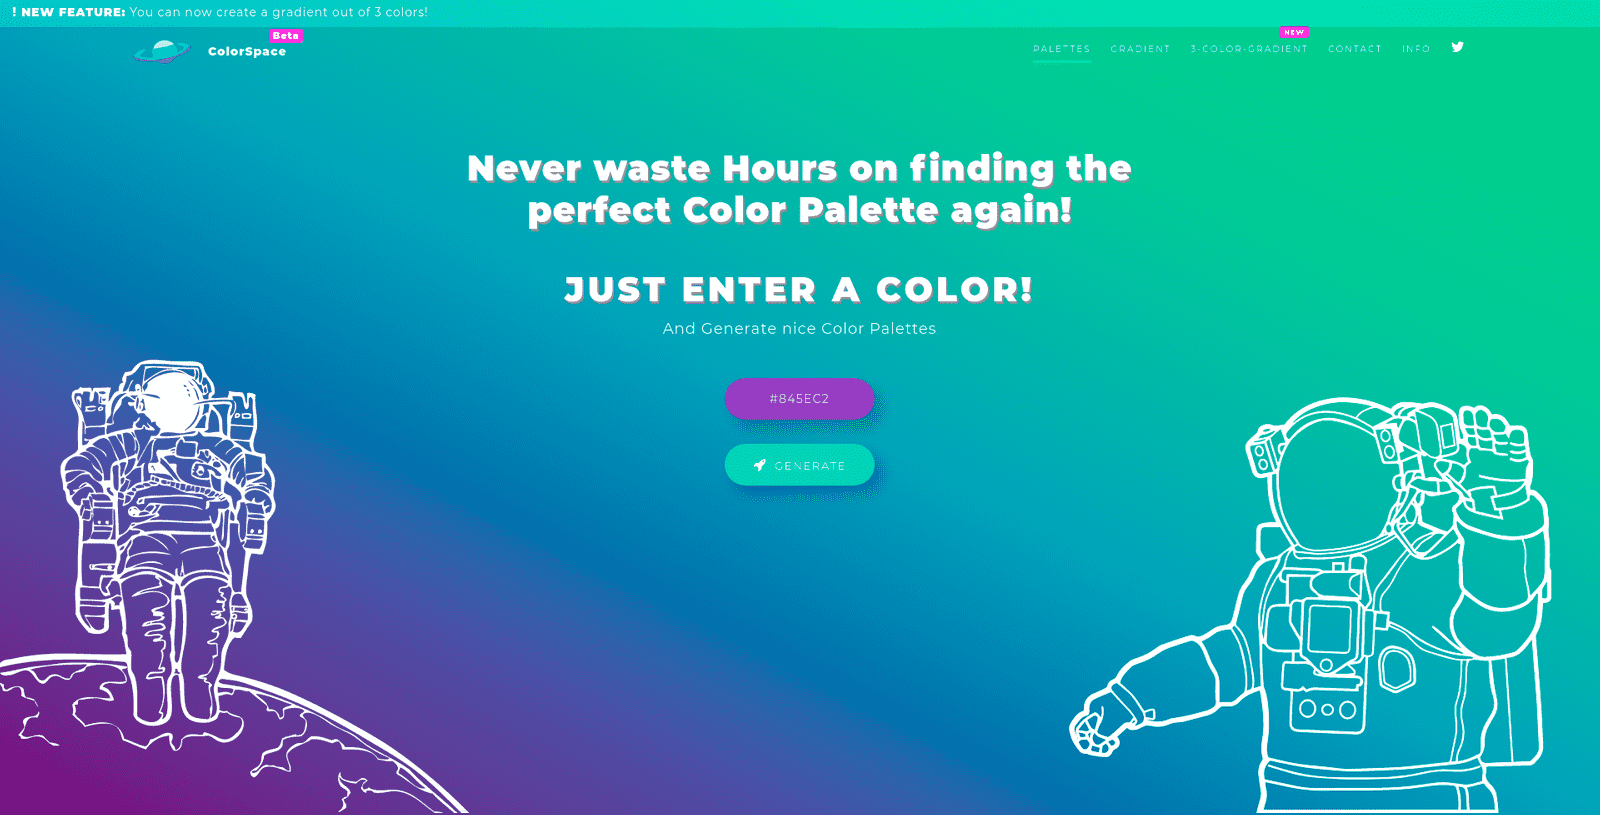 ! NEW FEATURE: You can now create a gradient out of 3 colors!
Beta
ColorSpace
NEW
PALETTES GRADIENT 3-COLOR-GRADIENT CONTACT INFO
Never waste Hours on finding the
perfect Color Palette again!
JUST ENTER A COLOR!
And Generate nice Color Palettes
#845EC2
GENERATE